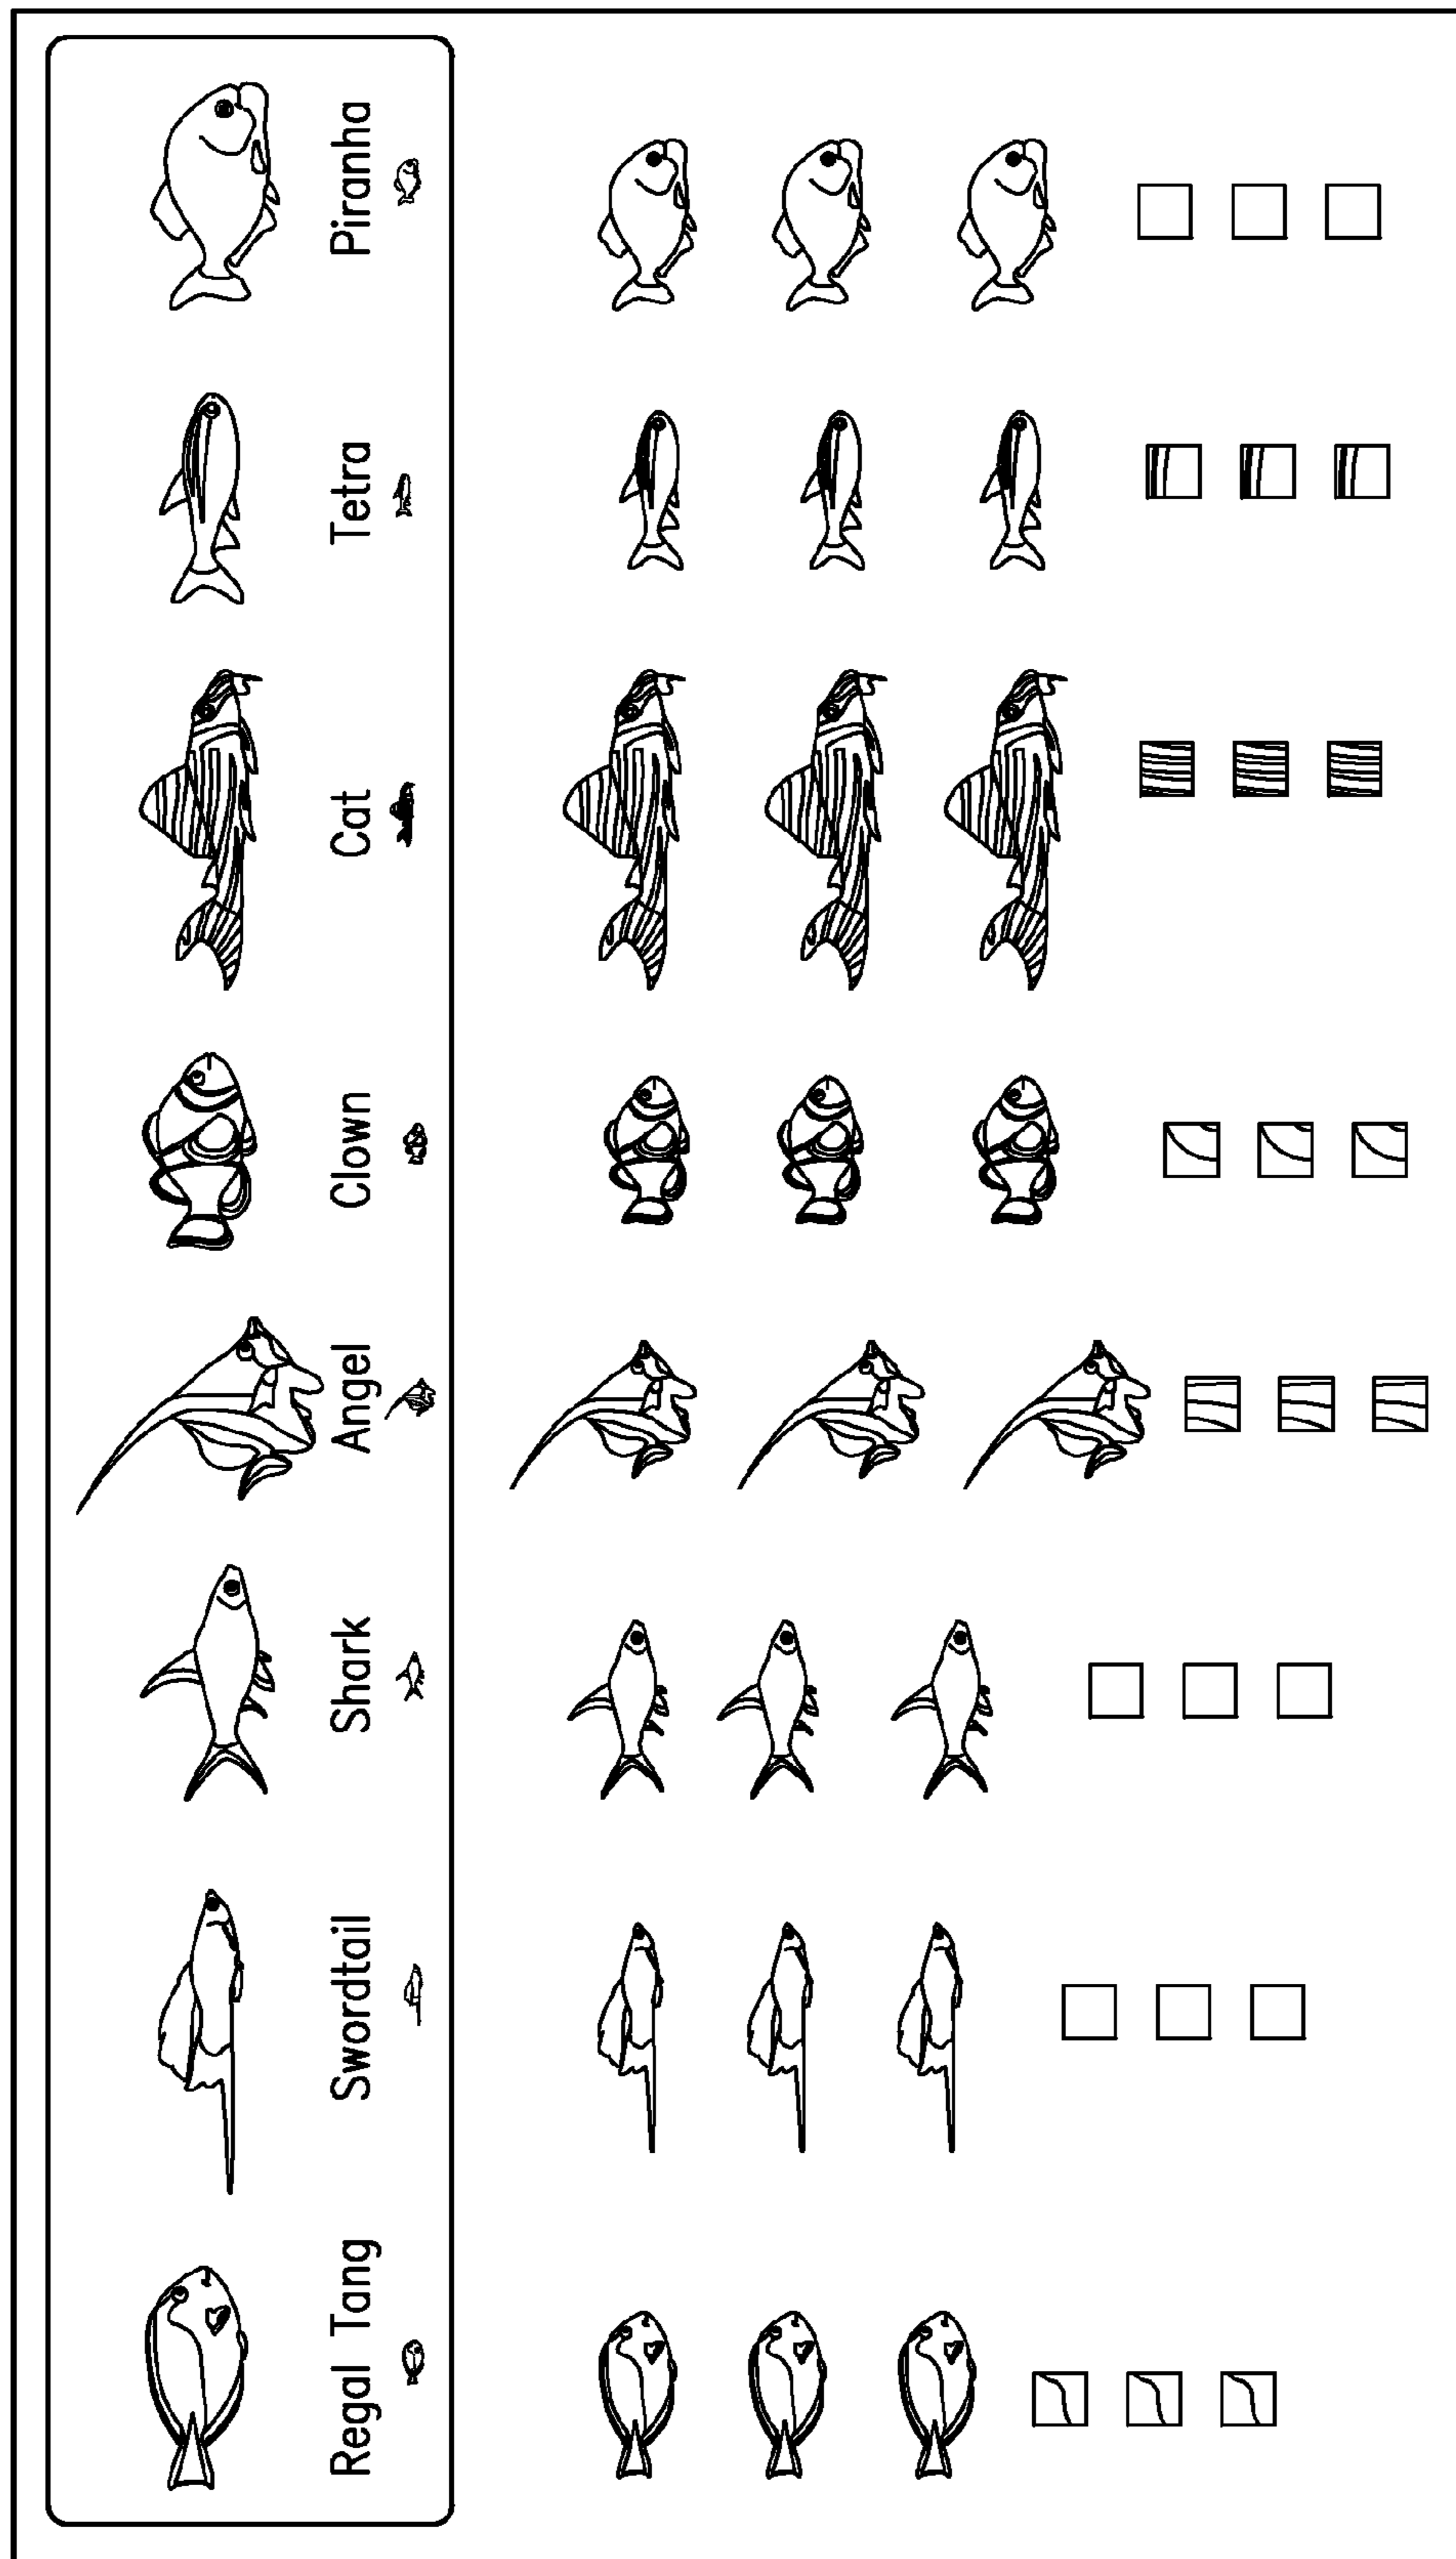 Regal Tang
Swordtail
Shark
Angel
Clown
Cat
Tetra
Piranha